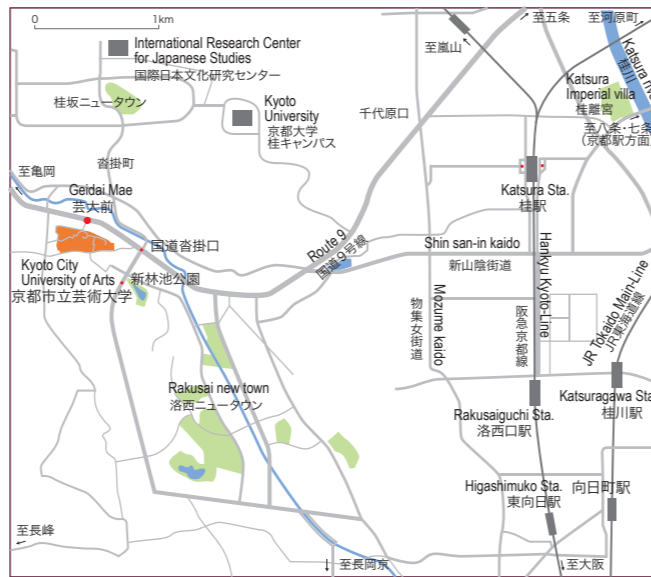 0
1km
至五条
至河原町
International Research Center
for Japanese Studies
国際日本文化研究センター
至嵐山
Katsura river
桂川
Katsura
Imperial villa
桂離宮
桂坂ニュータウン
Kyoto
University
京都大学
桂キャンパス
千代原口
至八条・七条
(京都駅方面)
沓掛町
至亀岡
Geidai Mae
芸大前
Katsura Sta.
桂駅
国道沓掛口
Route 9
国道9号線
Shin san-in kaido
新山陰街道
Kyoto City
University of Arts
京都市立芸術大学
新林池公園
物集女街道
Mozume kaido
阪急京都線
Hankyu Kyoto-Line
JR Tokaido Main-Line
JR東海道線
Rakusai new town
洛西ニュータウン
Katsuragawa Sta.
桂川駅
Rakusaiguchi Sta.
洛西口駅
Higashimuko Sta.
東向日駅
向日町駅
至長峰
至長岡京
至大阪